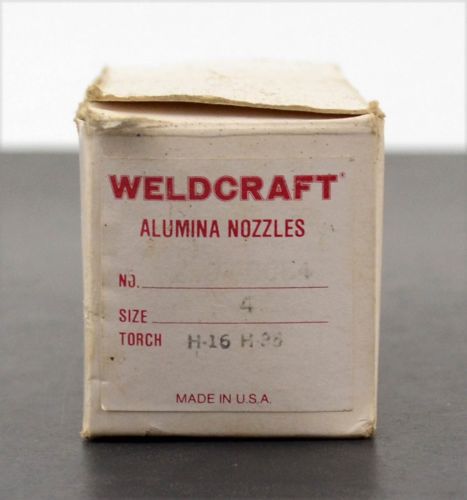 WELDCRAFT
ALUMINA NOZZLES
NO.
SIZE 4
TORCH H-16
MADE IN U.S.A.